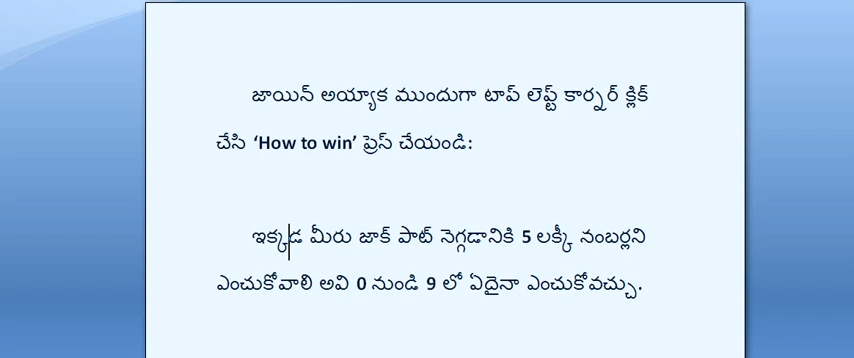 జాయిన్ అయ్యాక ముందుగా టాప్ లెఫ్ట్ కార్నర్ క్లిక్
చేసి ‘How to win’ ప్రెస్ చేయండి:
ఇక్కడ మీరు జాక్ పాట్ నెగ్గడానికి 5 లక్కీ నంబర్లని
ఎంచుకోవాలి అవి 0 నుండి 9 లో ఏదైనా ఎంచుకోవచ్చు.